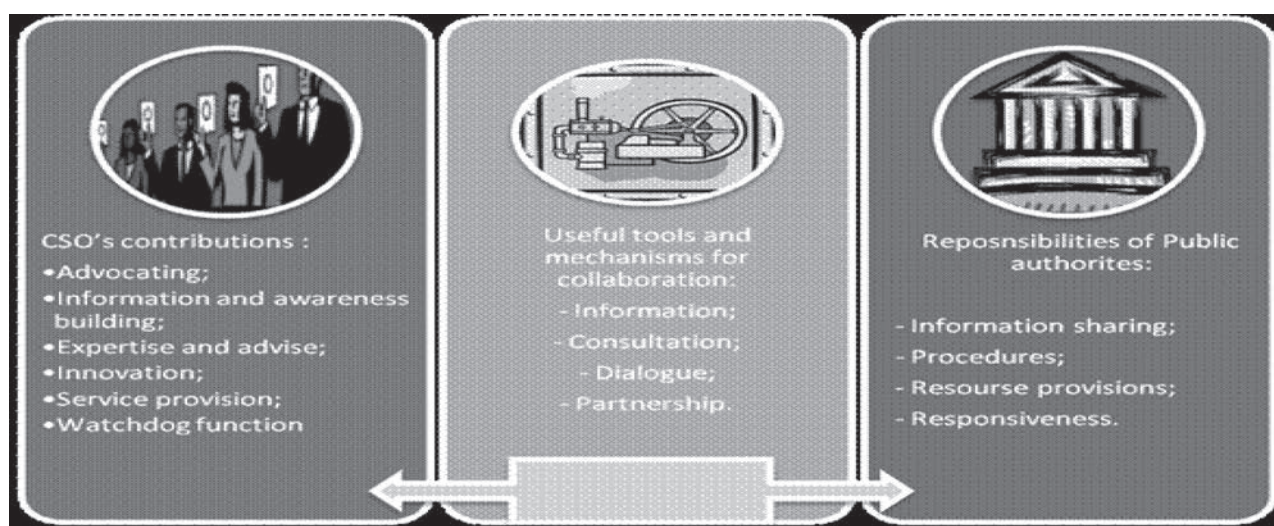 CSO's contributions :
•Advocating;
•Information and awareness
building;
•Expertise and advise;
•Innovation;
•Service provision;
•Watchdog function
Useful tools and
mechanisms for
collaboration:
- Information;
- Consultation;
- Dialogue;
- Partnership.
Reposnsibilities of Public
authorites:
- Information sharing;
- Procedures;
- Resourse provisions;
- Responsiveness.